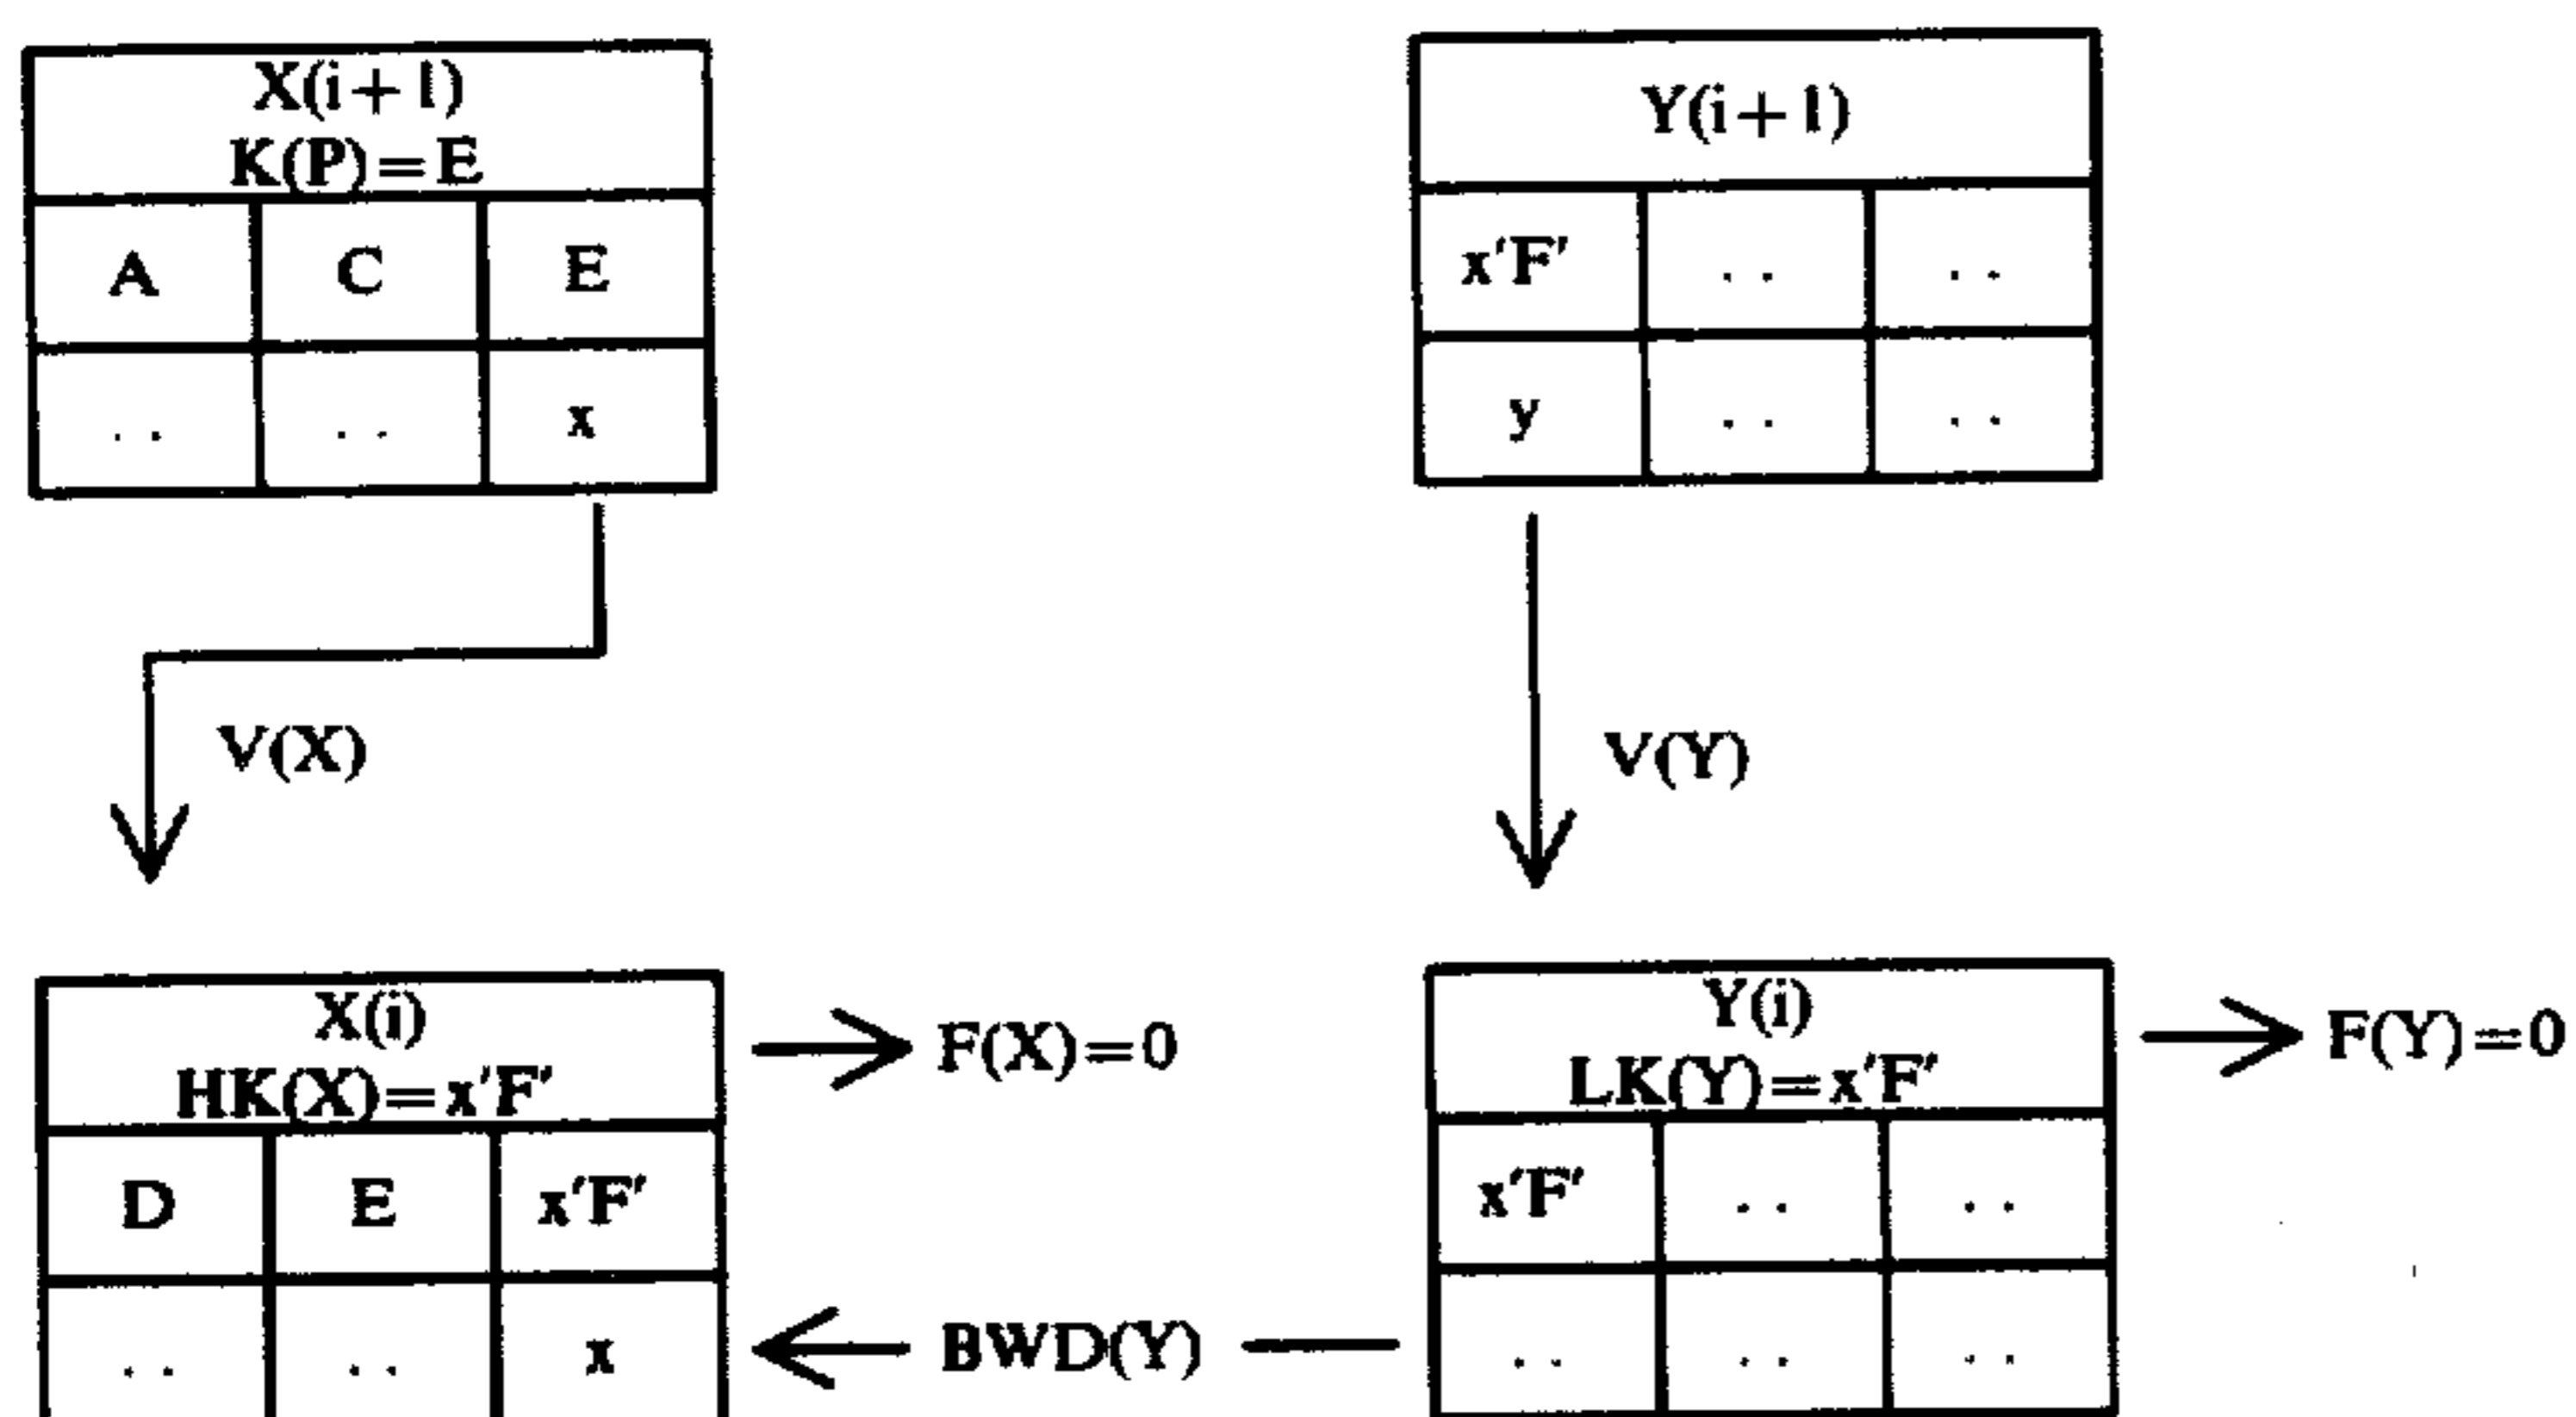 X(i+1)
K(P)=E
A C E
. . . . x
Y(i+1)
x'F' . . . .
y . . . .
V(X)
V(Y)
X(i)
HK(X)=x'F'
D E x'F'
. . . . x
F(X)=0
BWD(Y)
Y(i)
LK(Y)=x'F'
x'F' . . . .
. . . . . .
F(Y)=0